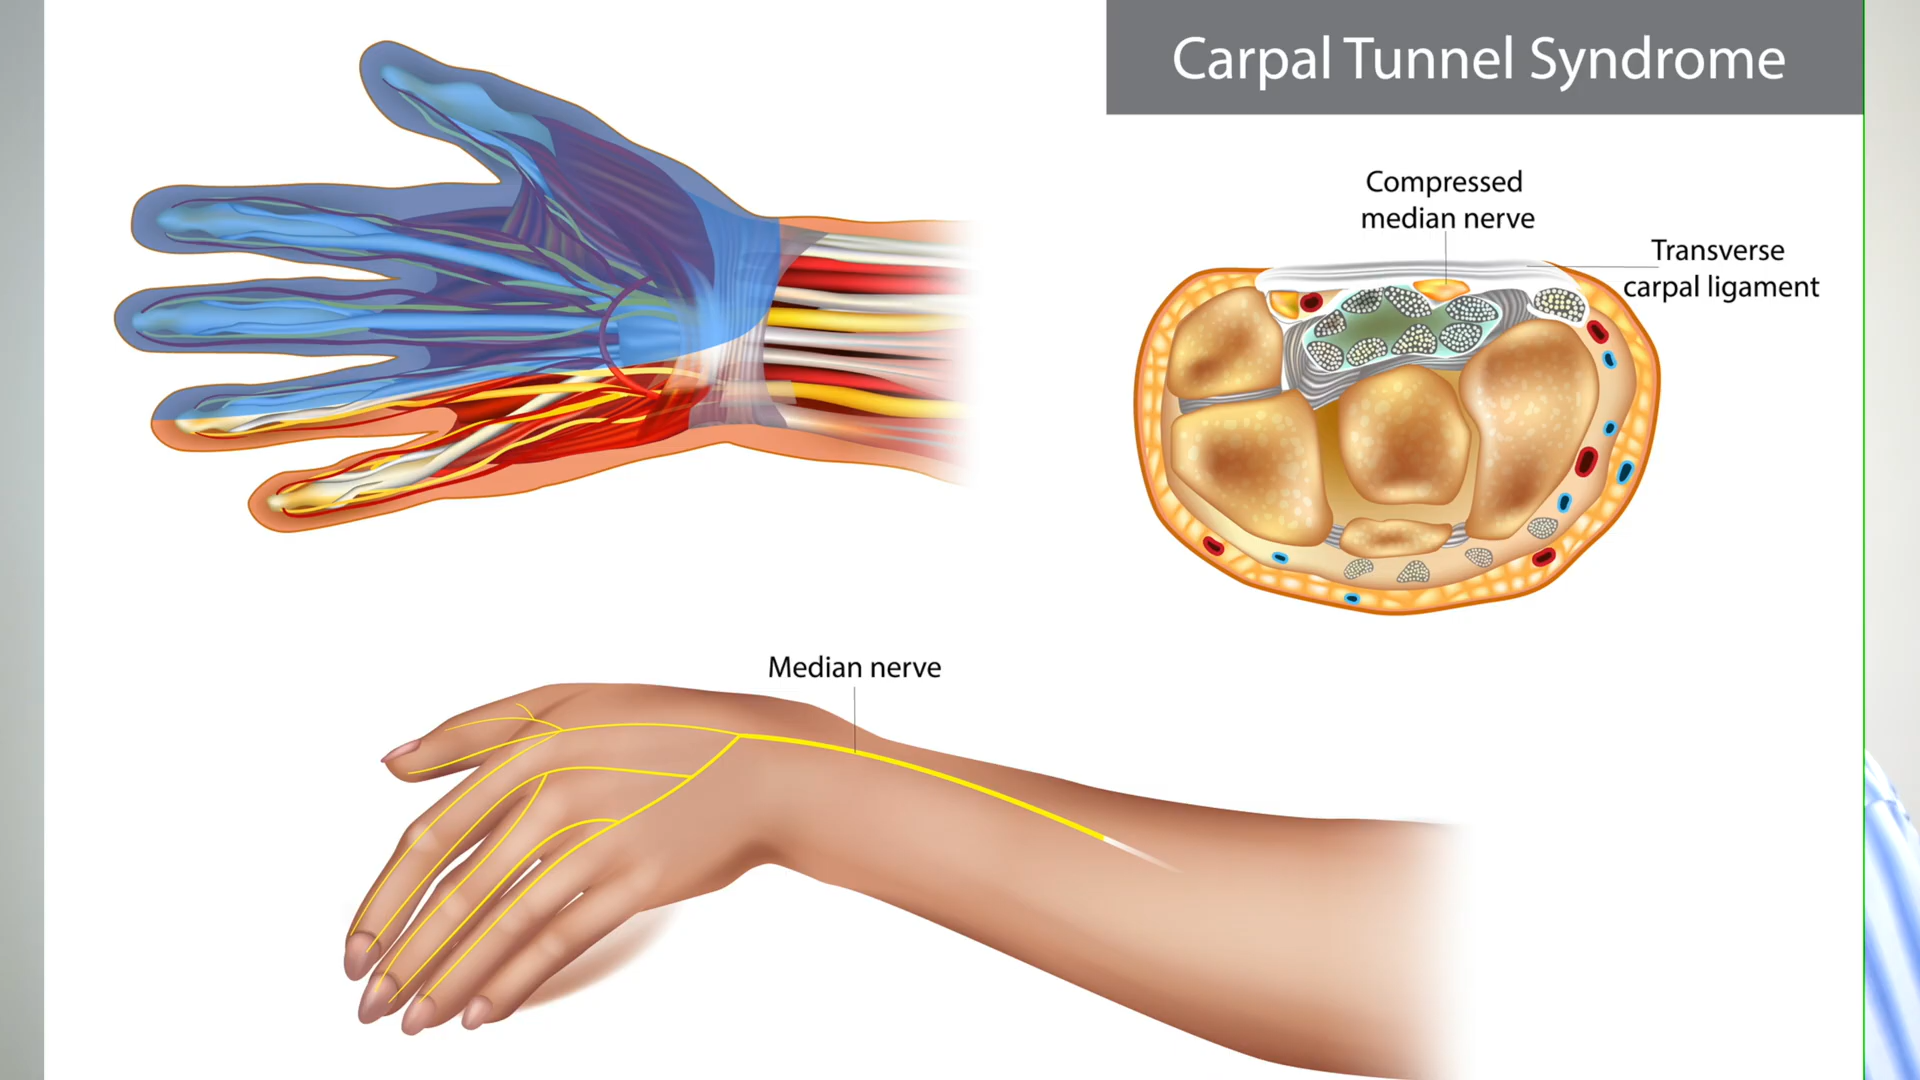 Carpal Tunnel Syndrome
Compressed
median nerve
Transverse
carpal ligament
Median nerve